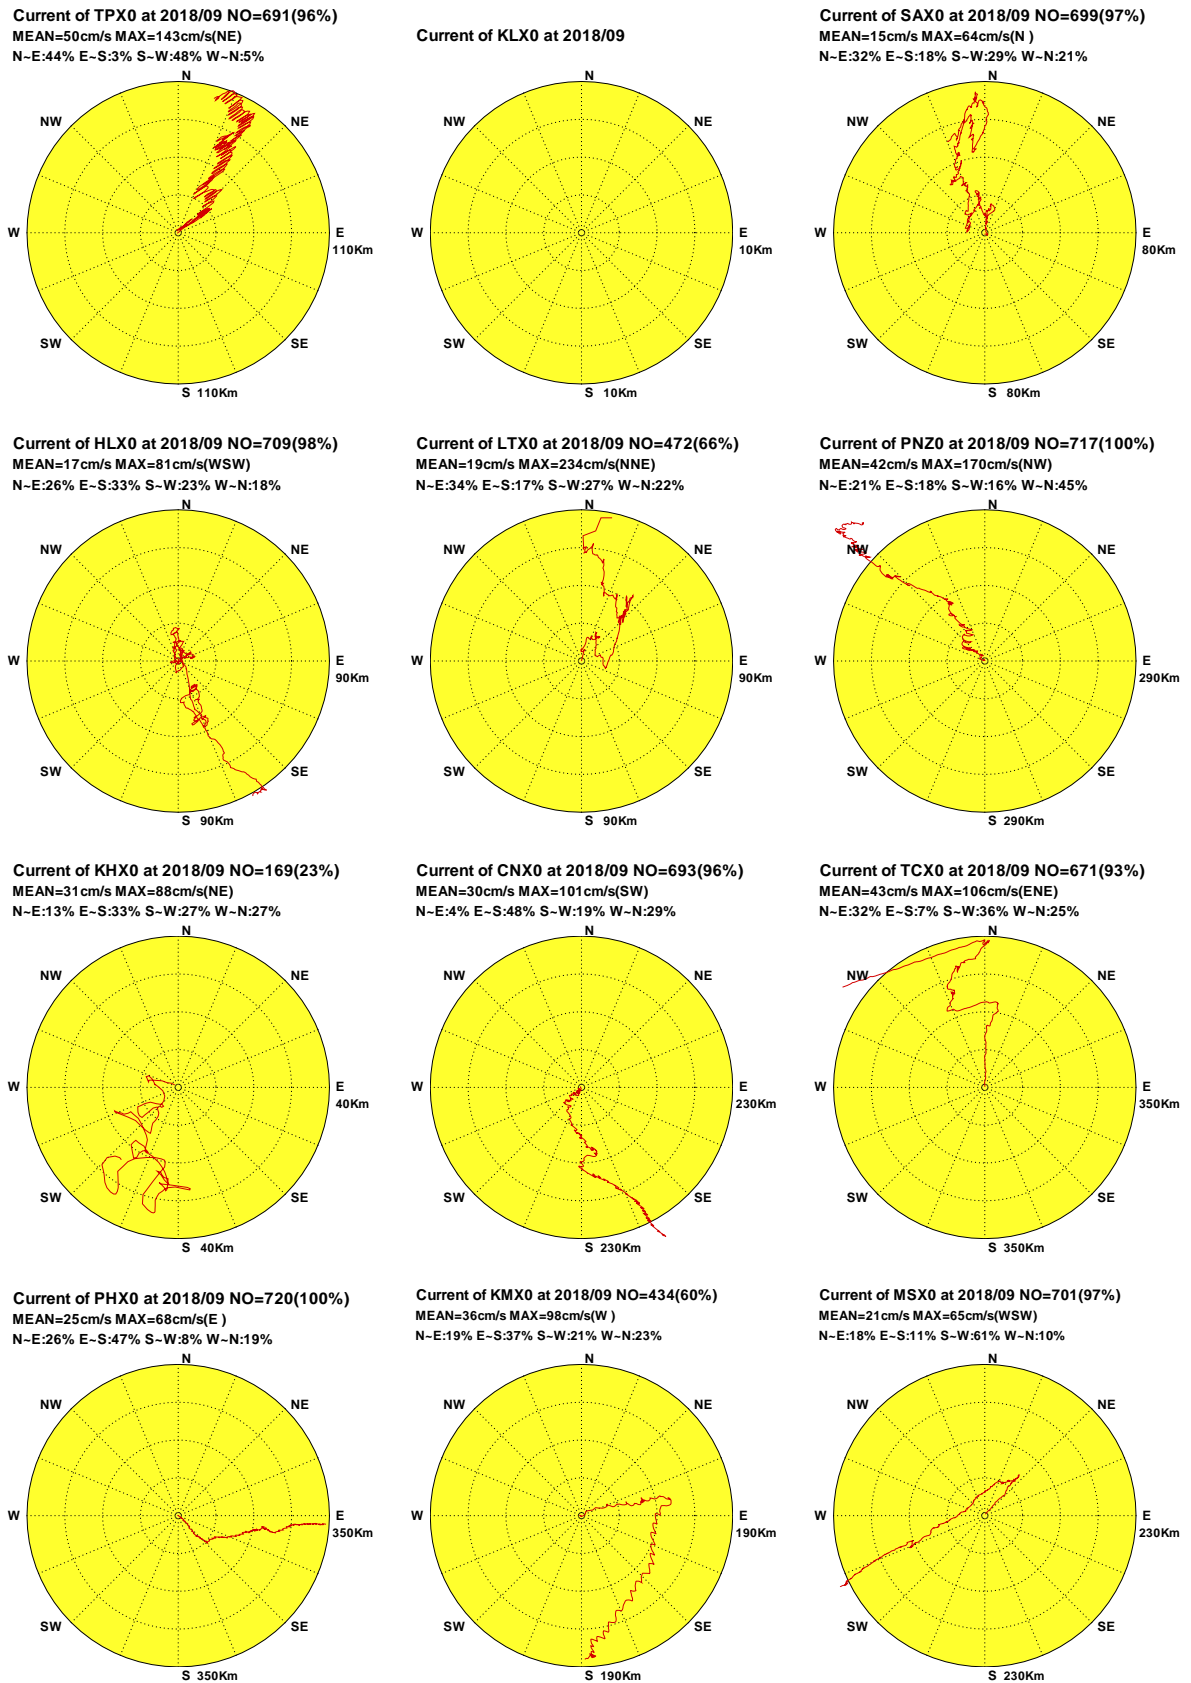 Current of TPX0 at 2018/09 NO=691(96%)
MEAN=50cm/s MAX=143cm/s(NE)
N~E:44% E~S:3% S~W:48% W~N:5%
N
NW
NE
W
E
110Km
SW
SE
S 110Km
Current of KLX0 at 2018/09
N
NW
NE
W
E
10Km
SW
SE
S 10Km
Current of SAX0 at 2018/09 NO=699(97%)
MEAN=15cm/s MAX=64cm/s(N )
N~E:32% E~S:18% S~W:29% W~N:21%
N
NW
NE
W
E
80Km
SW
SE
S 80Km
Current of HLX0 at 2018/09 NO=709(98%)
MEAN=17cm/s MAX=81cm/s(WSW)
N~E:26% E~S:33% S~W:23% W~N:18%
N
NW
NE
W
E
90Km
SW
SE
S 90Km
Current of LTX0 at 2018/09 NO=472(66%)
MEAN=19cm/s MAX=234cm/s(NNE)
N~E:34% E~S:17% S~W:27% W~N:22%
N
NW
NE
W
E
90Km
SW
SE
S 90Km
Current of PNZ0 at 2018/09 NO=717(100%)
MEAN=42cm/s MAX=170cm/s(NW)
N~E:21% E~S:18% S~W:16% W~N:45%
N
NW
NE
W
E
290Km
SW
SE
S 290Km
Current of KHX0 at 2018/09 NO=169(23%)
MEAN=31cm/s MAX=88cm/s(NE)
N~E:13% E~S:33% S~W:27% W~N:27%
N
NW
NE
W
E
40Km
SW
SE
S 40Km
Current of CNX0 at 2018/09 NO=693(96%)
MEAN=30cm/s MAX=101cm/s(SW)
N~E:4% E~S:48% S~W:19% W~N:29%
N
NW
NE
W
E
230Km
SW
SE
S 230Km
Current of TCX0 at 2018/09 NO=671(93%)
MEAN=43cm/s MAX=106cm/s(ENE)
N~E:32% E~S:7% S~W:36% W~N:25%
N
NW
NE
W
E
350Km
SW
SE
S 350Km
Current of PHX0 at 2018/09 NO=720(100%)
MEAN=25cm/s MAX=68cm/s(E )
N~E:26% E~S:47% S~W:8% W~N:19%
N
NW
NE
W
E
350Km
SW
SE
S 350Km
Current of KMX0 at 2018/09 NO=434(60%)
MEAN=36cm/s MAX=98cm/s(W )
N~E:19% E~S:37% S~W:21% W~N:23%
N
NW
NE
W
E
190Km
SW
SE
S 190Km
Current of MSX0 at 2018/09 NO=701(97%)
MEAN=21cm/s MAX=65cm/s(WSW)
N~E:18% E~S:11% S~W:61% W~N:10%
N
NW
NE
W
E
230Km
SW
SE
S 230Km